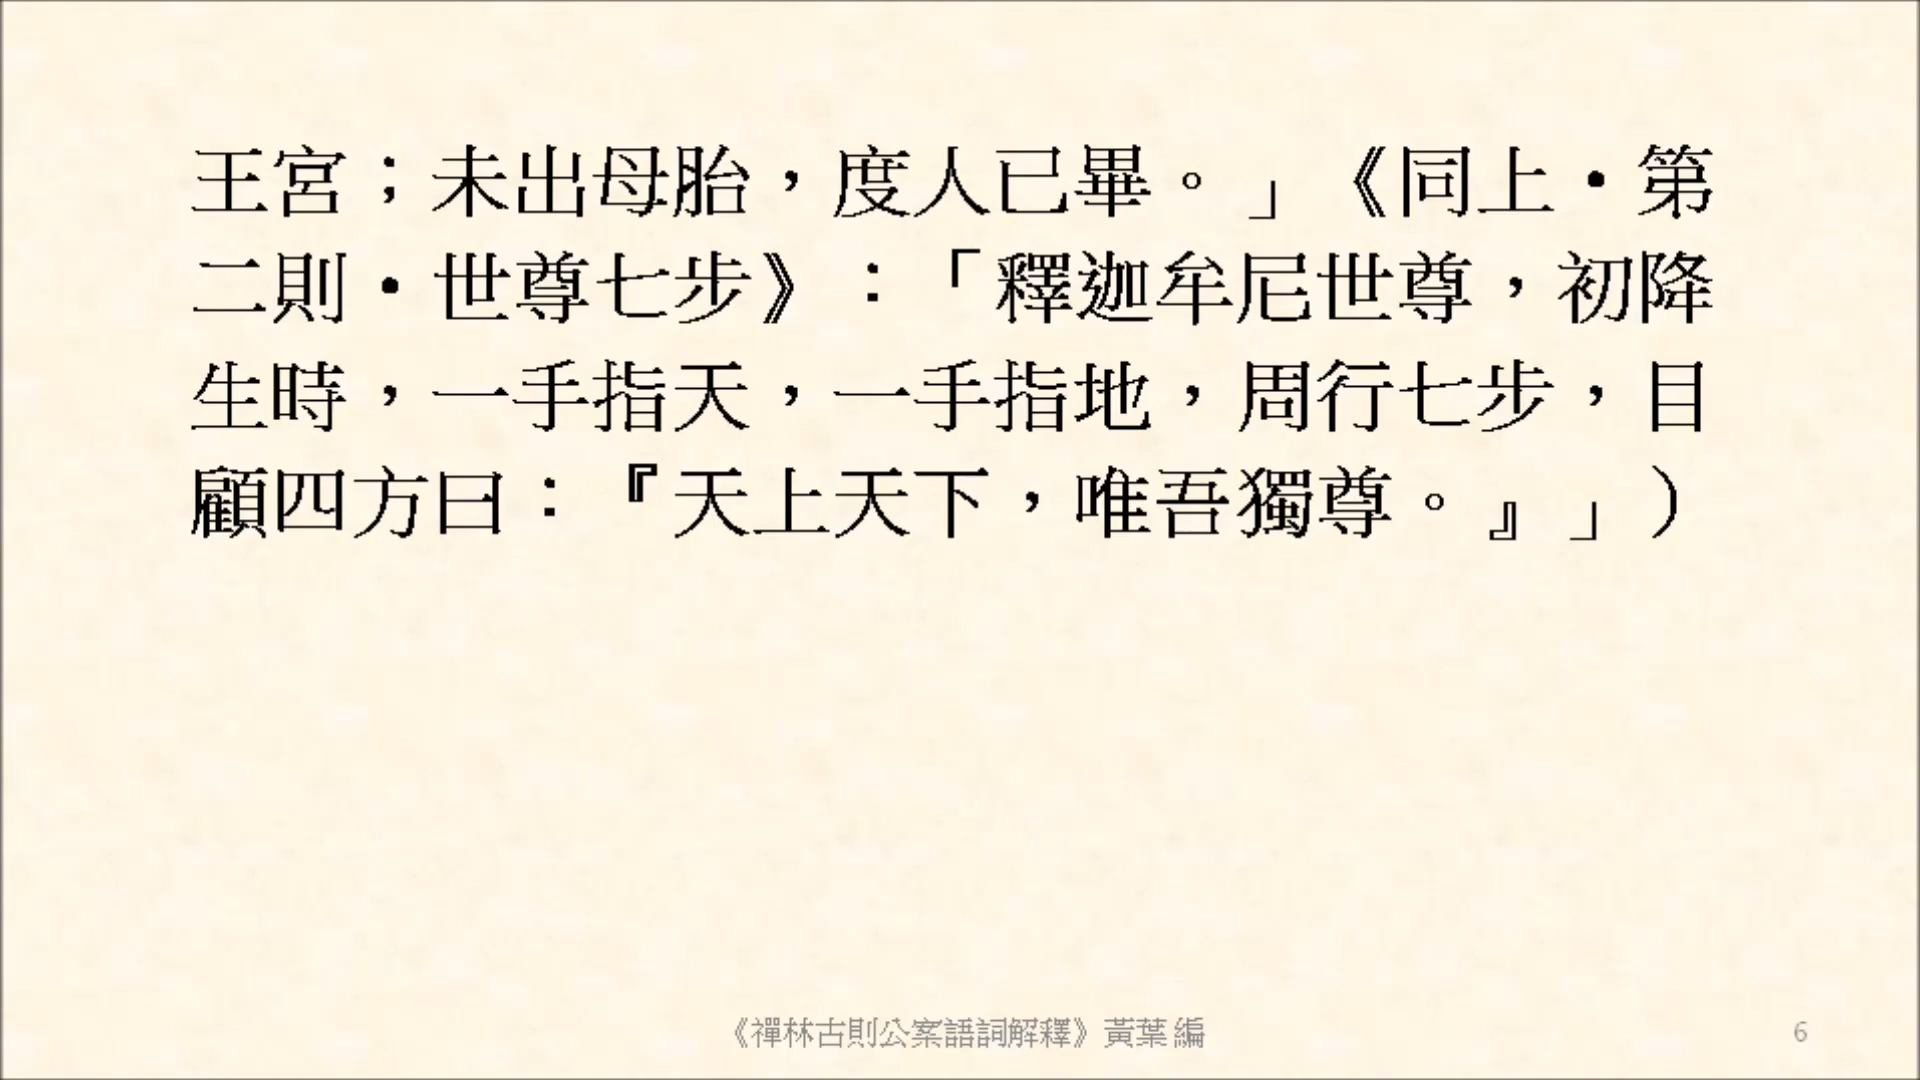 王宮；未出母胎，度人已畢。」《同上‧第
二則‧世尊七步》：「釋迦牟尼世尊，初降
生時，一手指天，一手指地，周行七步，目
顧四方曰：『天上天下，唯吾獨尊。』」）
《禪林古則公案語詞解釋》黃葉 編
6